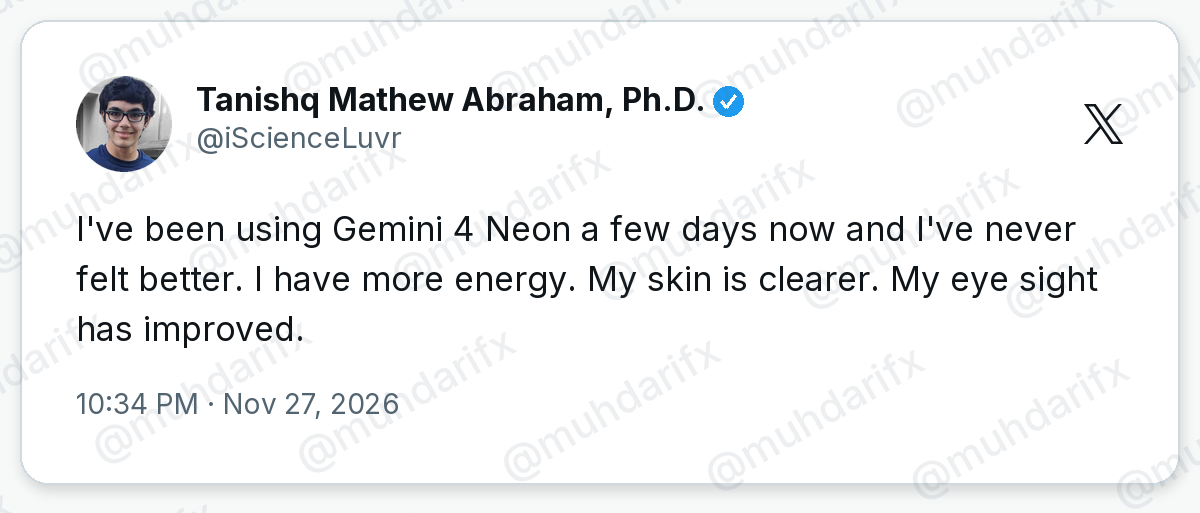 Tanishq Mathew Abraham, Ph.D.
@iScienceLuvr
I've been using Gemini 4 Neon a few days now and I've never
felt better. I have more energy. My skin is clearer. My eye sight
has improved.
10:34 PM · Nov 27, 2026
@muhdarifx